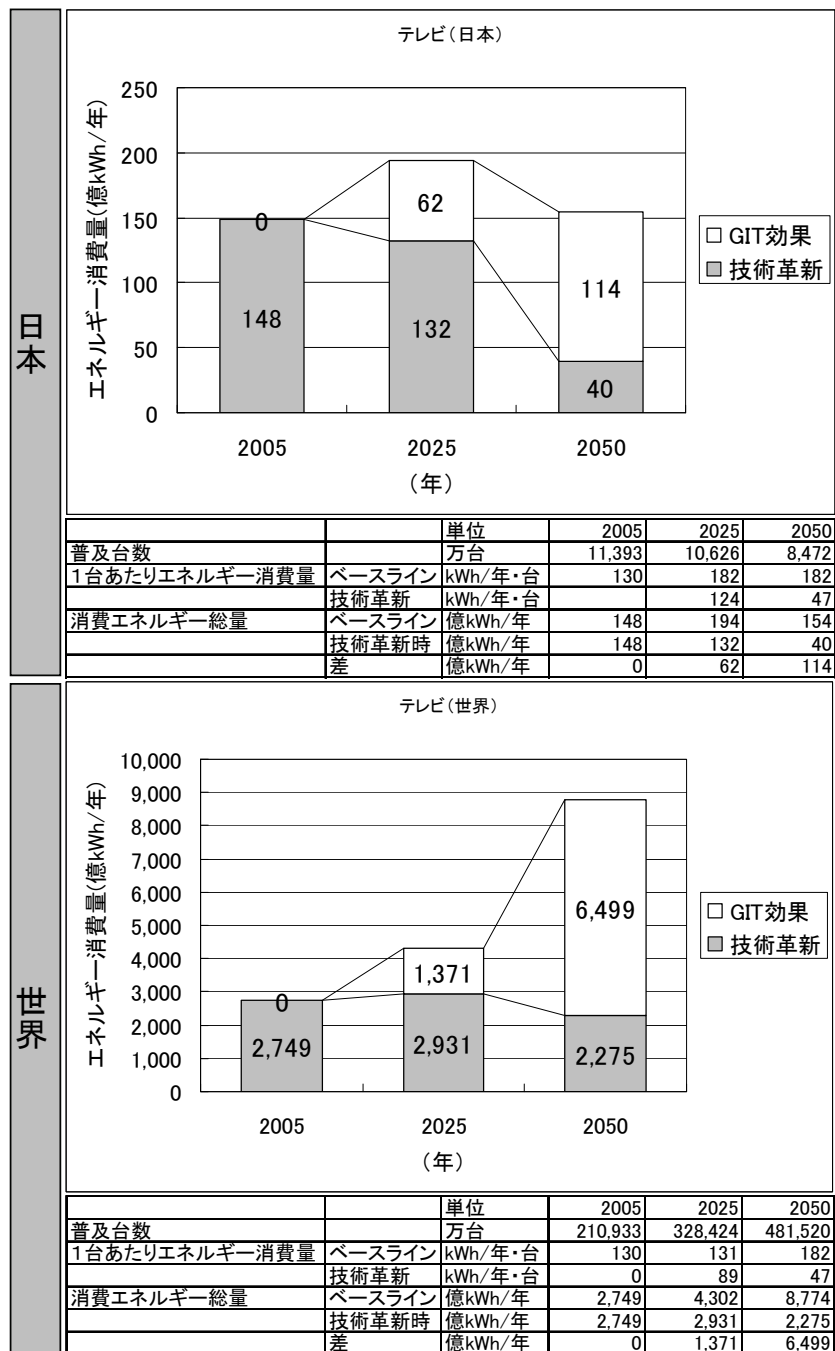 日本
テレビ(日本)
エネルギー消費量(億kWh/年)
250
200
150
100
50
0
0
148
62
132
114
40
2005 2025 2050
(年)
GIT効果
技術革新
単位 2005 2025 2050
普及台数 万台 11,393 10,626 8,472
1台あたりエネルギー消費量 ベースライン kWh/年・台 130 182 182
技術革新 kWh/年・台 124 47
消費エネルギー総量 ベースライン 億kWh/年 148 194 154
技術革新時 億kWh/年 148 132 40
差 億kWh/年 0 62 114
世界
テレビ(世界)
エネルギー消費量(億kWh/年)
10,000
9,000
8,000
7,000
6,000
5,000
4,000
3,000
2,000
1,000
0
0
2,749
1,371
2,931
6,499
2,275
2005 2025 2050
(年)
GIT効果
技術革新
単位 2005 2025 2050
普及台数 万台 210,933 328,424 481,520
1台あたりエネルギー消費量 ベースライン kWh/年・台 130 131 182
技術革新 kWh/年・台 0 89 47
消費エネルギー総量 ベースライン 億kWh/年 2,749 4,302 8,774
技術革新時 億kWh/年 2,749 2,931 2,275
差 億kWh/年 0 1,371 6,499